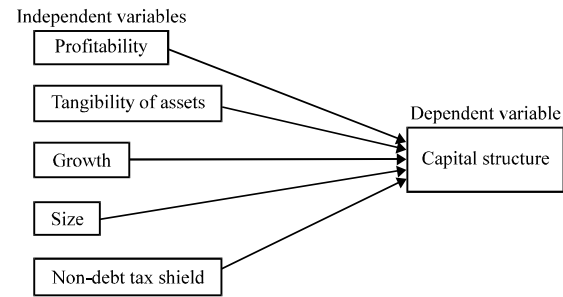 Independent variables
Profitability
Tangibility of assets
Growth
Size
Non-debt tax shield
Dependent variable
Capital structure